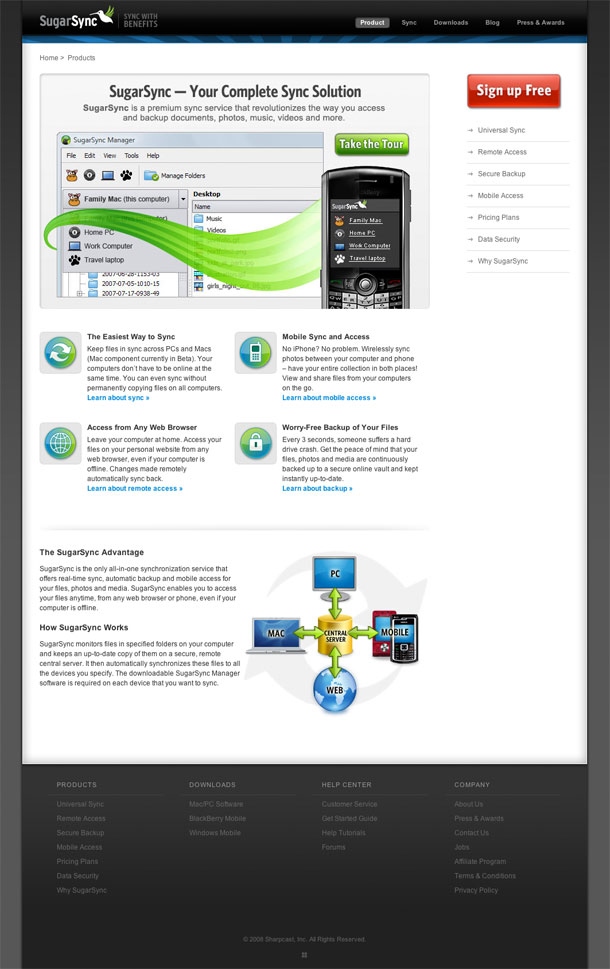 SugarSync
SYNC WITH
BENEFITS
Product
Sync
Downloads
Blog
Press & Awards
Home > Products
SugarSync — Your Complete Sync Solution
SugarSync is a premium sync service that revolutionizes the way you access
and backup documents, photos, music, videos and more.
Take the Tour
SugarSync Manager
File Edit View Tools Help
Manage Folders
Family Mac (this computer)
Home PC
Work Computer
Travel laptop
2007-06-28-1153-03
2007-07-05-1010-15
2007-07-17-0938-49
Desktop
Name
Music
Videos
SugarSync
Family Mac
Home PC
Work Computer
Travel laptop
Sign up Free
Universal Sync
Remote Access
Secure Backup
Mobile Access
Pricing Plans
Data Security
Why SugarSync
The Easiest Way to Sync
Keep files in sync across PCs and Macs
(Mac component currently in Beta). Your
computers don't have to be online at the
same time. You can even sync without
permanently copying files on all computers.
Learn about sync »
Mobile Sync and Access
No iPhone? No problem. Wirelessly sync
photos between your computer and phone
– have your entire collection in both places!
View and share files from your computers
on the go.
Learn about mobile access »
Access from Any Web Browser
Leave your computer at home. Access your
files on your personal website from any
web browser, even if your computer is
offline. Changes made remotely
automatically sync back.
Learn about remote access »
Worry-Free Backup of Your Files
Every 3 seconds, someone suffers a hard
drive crash. Get the peace of mind that your
files, photos and media are continuously
backed up to a secure online vault and kept
instantly up-to-date.
Learn about backup »
The SugarSync Advantage
SugarSync is the only all-in-one synchronization service that
offers real-time sync, automatic backup and mobile access for
your files, photos and media. SugarSync enables you to access
your files anytime, from any web browser or phone, even if your
computer is offline.
How SugarSync Works
SugarSync monitors files in specified folders on your computer
and keeps an up-to-date copy of them on a secure, remote
central server. It then automatically synchronizes these files to all
the devices you specify. The downloadable SugarSync Manager
software is required on each device that you want to sync.
PC
MAC
CENTRAL
SERVER
MOBILE
WEB
PRODUCTS
Universal Sync
Remote Access
Secure Backup
Mobile Access
Pricing Plans
Data Security
Why SugarSync
DOWNLOADS
Mac/PC Software
BlackBerry Mobile
Windows Mobile
HELP CENTER
Customer Service
Get Started Guide
Help Tutorials
Forums
COMPANY
About Us
Press & Awards
Contact Us
Jobs
Affiliate Program
Terms & Conditions
Privacy Policy
© 2008 Sharpcast, Inc. All Rights Reserved.